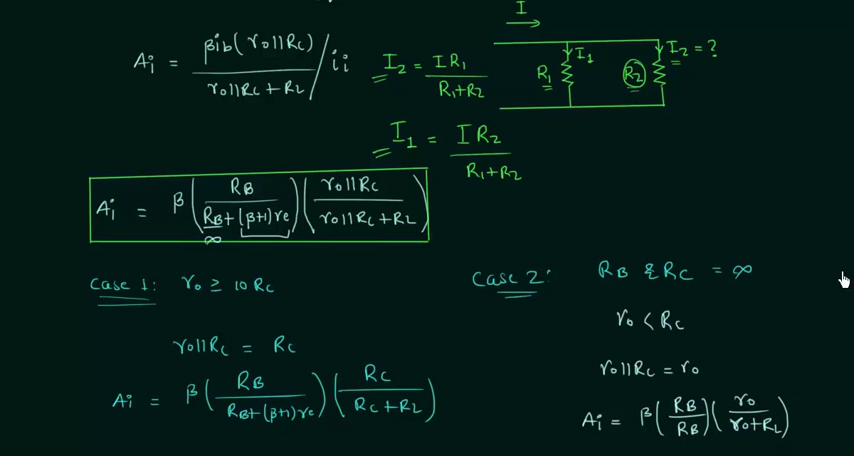 I
Ai = βib(ro||Rc) / ro||Rc + RL / ii
I2 = IR1 / R1+R2
R1 I1 R2 I2 = ?
I1 = IR2 / R1+R2
Ai = β (RB / RB + (β+1)re) (ro||Rc / ro||Rc + RL)
∞
Case 1: ro ≥ 10 Rc
ro||Rc = Rc
Ai = β (RB / RB+(β+1)re) (Rc / Rc + RL)
Case 2: RB & Rc = ∞
ro < Rc
ro||Rc = ro
Ai = β (RB / RB) (ro / ro + RL)